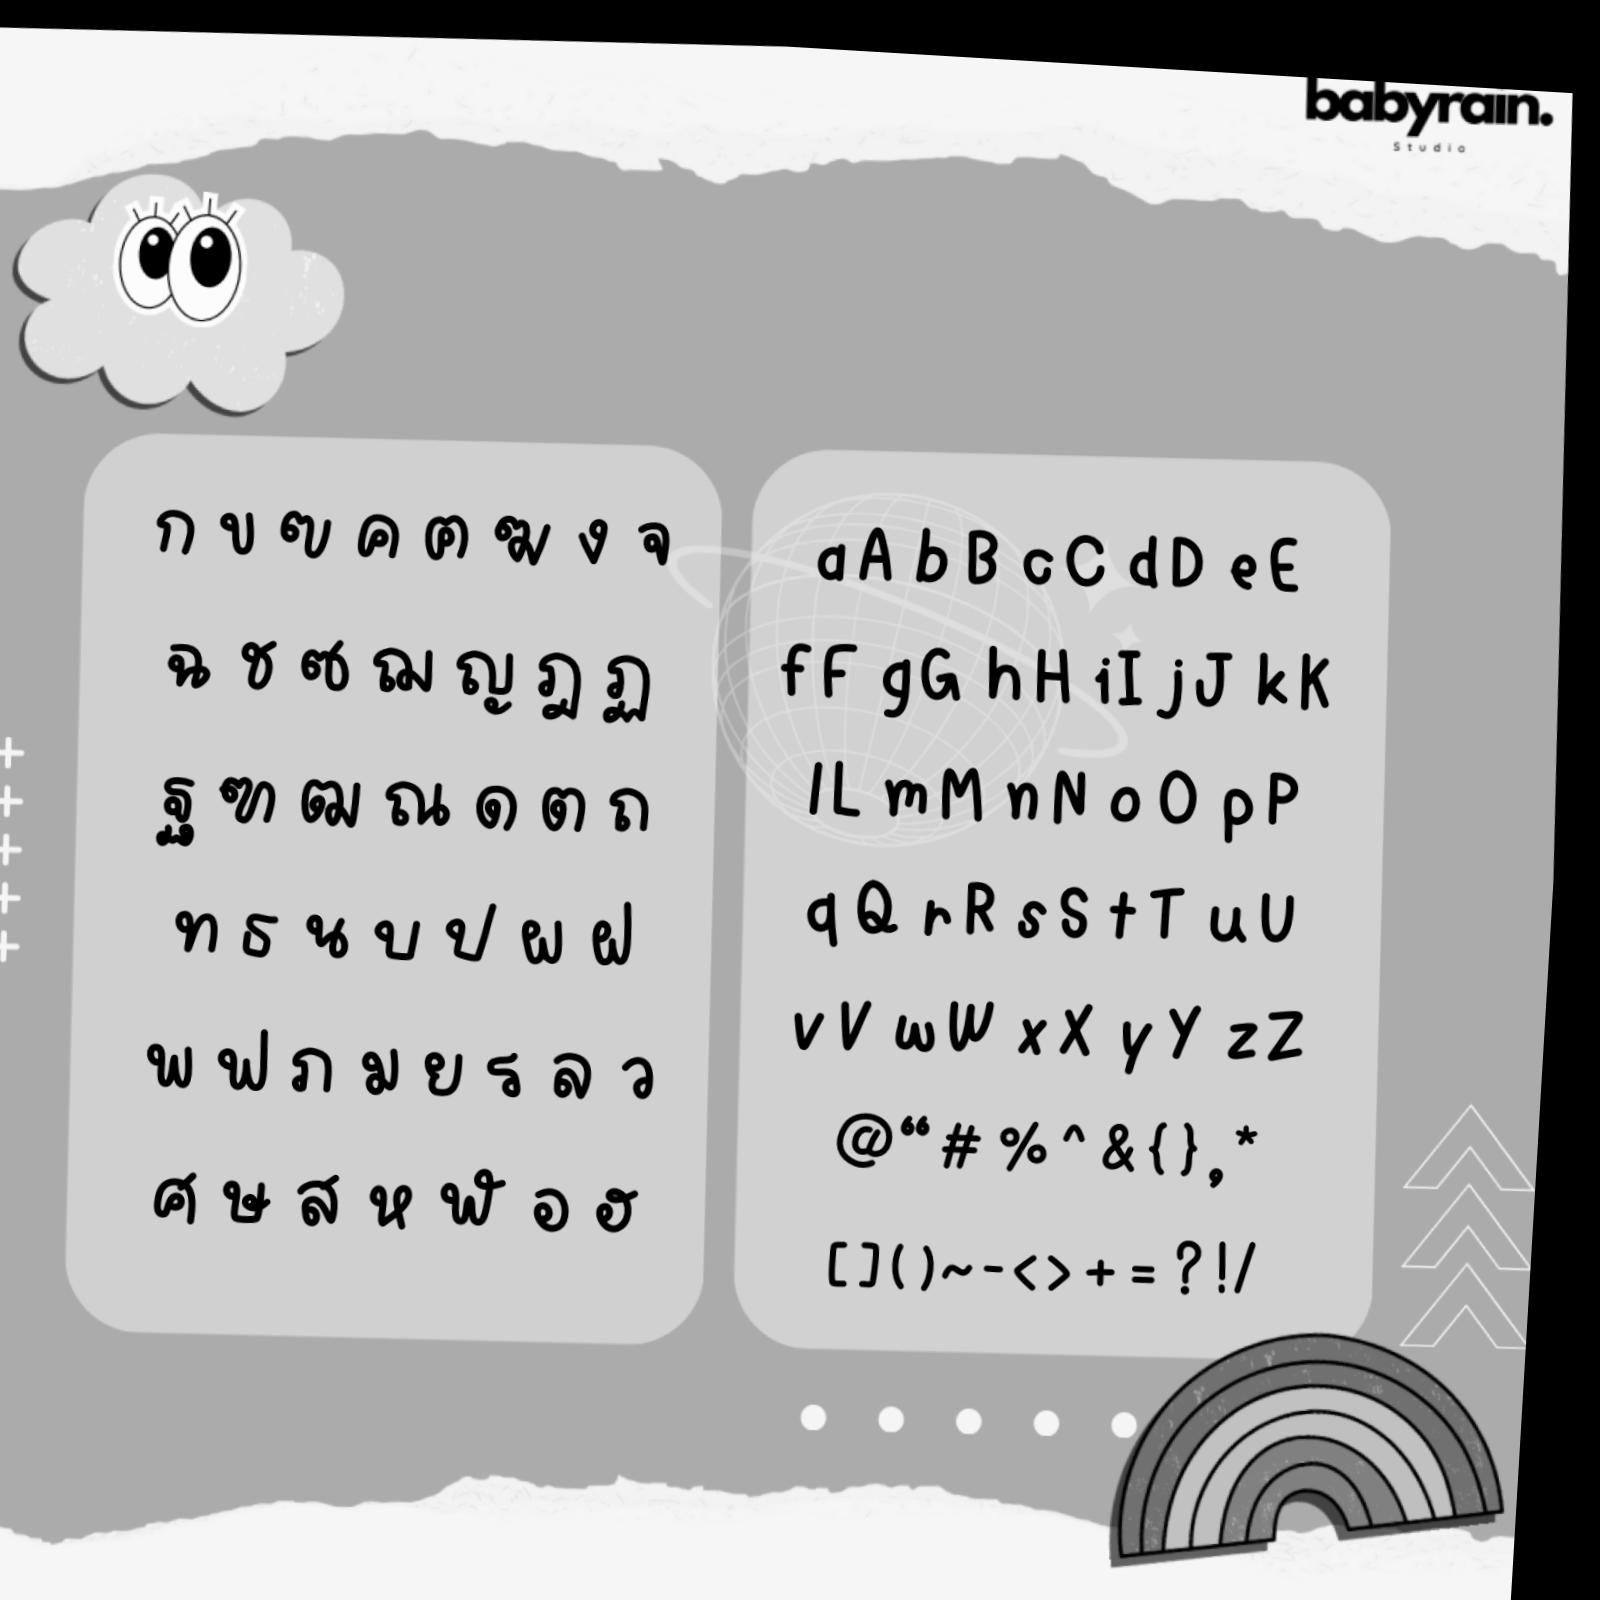 babyrain.
Studio
ก ข ฃ ค ฅ ฆ ง จ
ฉ ช ซ ฌ ญ ฎ ฏ
ฐ ฑ ฒ ณ ด ต ถ
ท ธ น บ ป ผ ฝ
พ ฟ ภ ม ย ร ล ว
ศ ษ ส ห ฬ อ ฮ
aA bB cC dD eE
fF gG hH iI jJ kK
lL mM nN oO pP
qQ rR sS tT uU
vV wW xX yY zZ
@“#%^&{},*
[]()~-<>+=?!/